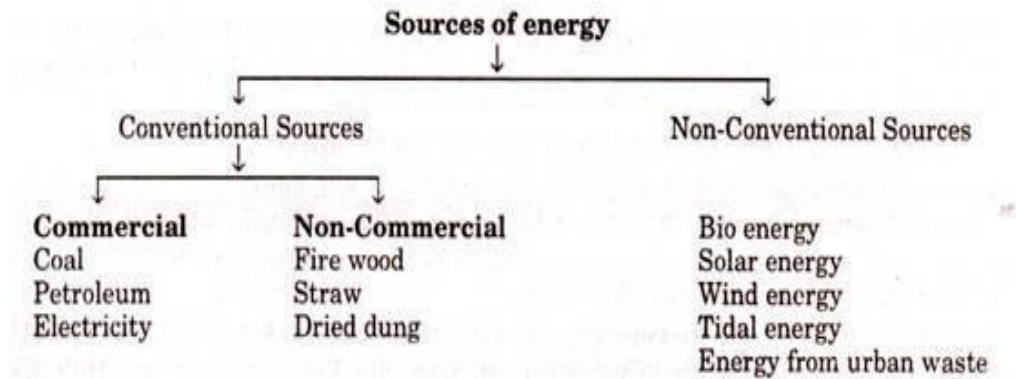 Sources of energy
Conventional Sources
Non-Conventional Sources
Commercial
Coal
Petroleum
Electricity
Non-Commercial
Fire wood
Straw
Dried dung
Bio energy
Solar energy
Wind energy
Tidal energy
Energy from urban waste